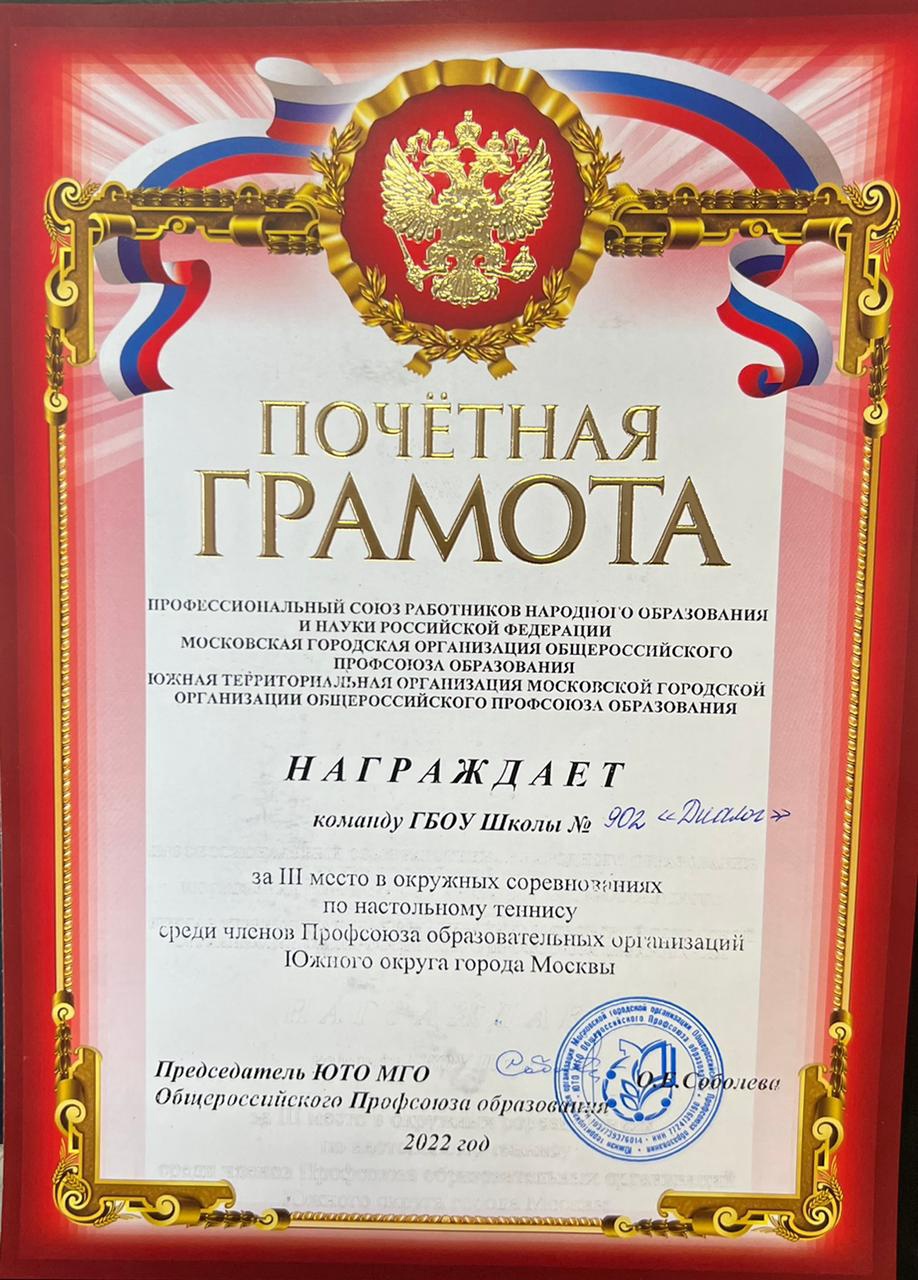 ПОЧЁТНАЯ
ГРАМОТА
ПРОФЕССИОНАЛЬНЫЙ СОЮЗ РАБОТНИКОВ НАРОДНОГО ОБРАЗОВАНИЯ
И НАУКИ РОССИЙСКОЙ ФЕДЕРАЦИИ
МОСКОВСКАЯ ГОРОДСКАЯ ОРГАНИЗАЦИЯ ОБЩЕРОССИЙСКОГО
ПРОФСОЮЗА ОБРАЗОВАНИЯ
ЮЖНАЯ ТЕРРИТОРИАЛЬНАЯ ОРГАНИЗАЦИЯ МОСКОВСКОЙ ГОРОДСКОЙ
ОРГАНИЗАЦИИ ОБЩЕРОССИЙСКОГО ПРОФСОЮЗА ОБРАЗОВАНИЯ
НАГРАЖДАЕТ
команду ГБОУ Школы № 902 «Диалог»
за III место в окружных соревнованиях
по настольному теннису
среди членов Профсоюза образовательных организаций
Южного округа города Москвы
Председатель ЮТО МГО О.В.Соболева
Общероссийского Профсоюза образования
2022 год